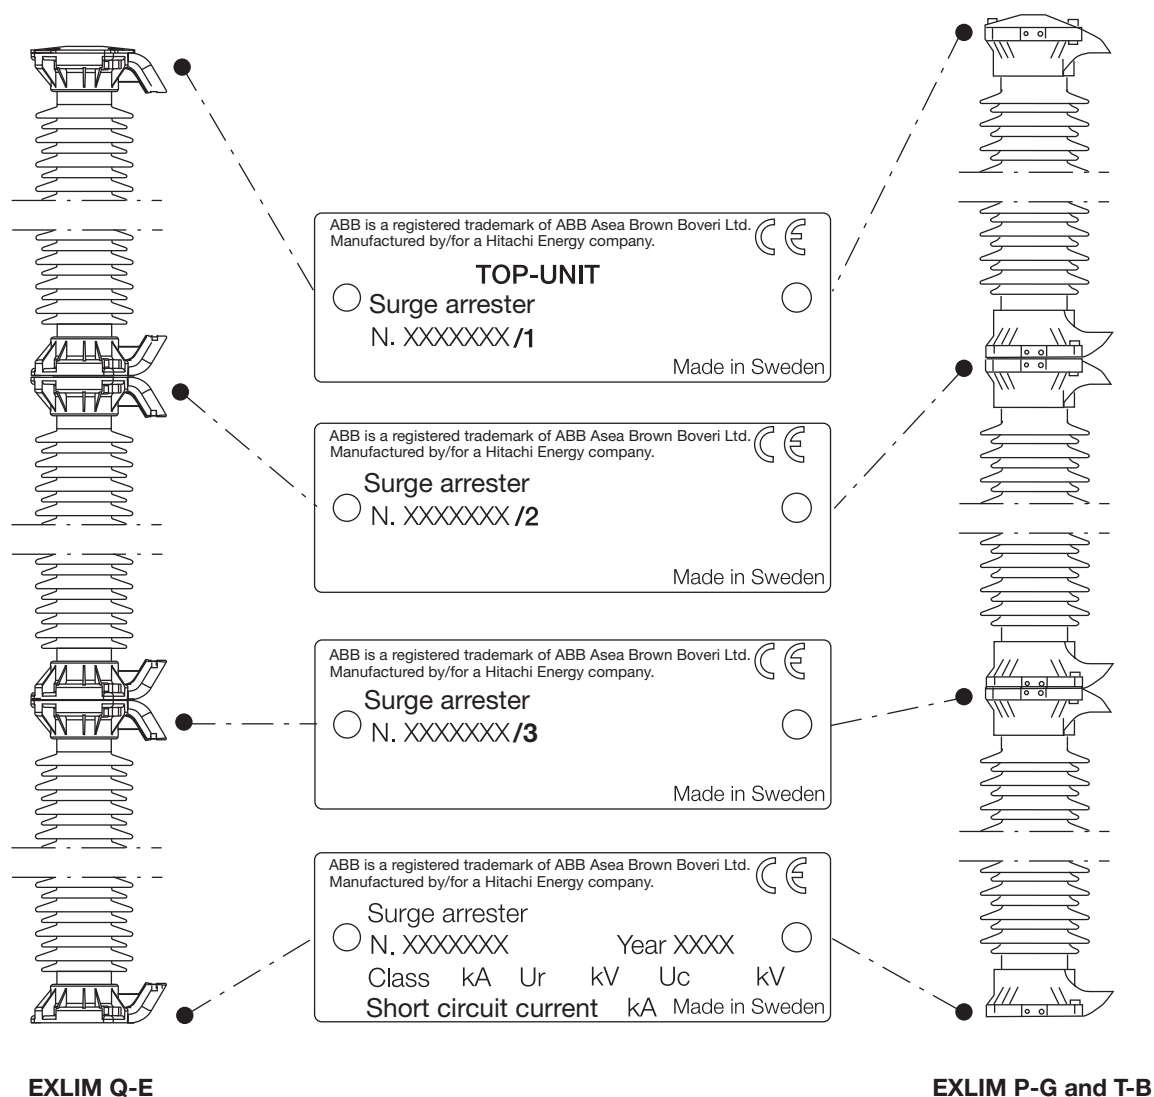 ABB is a registered trademark of ABB Asea Brown Boveri Ltd.
Manufactured by/for a Hitachi Energy company.
CE
TOP-UNIT
Surge arrester
N. XXXXXXX/1
Made in Sweden
ABB is a registered trademark of ABB Asea Brown Boveri Ltd.
Manufactured by/for a Hitachi Energy company.
CE
Surge arrester
N. XXXXXXX/2
Made in Sweden
ABB is a registered trademark of ABB Asea Brown Boveri Ltd.
Manufactured by/for a Hitachi Energy company.
CE
Surge arrester
N. XXXXXXX/3
Made in Sweden
ABB is a registered trademark of ABB Asea Brown Boveri Ltd.
Manufactured by/for a Hitachi Energy company.
CE
Surge arrester
N. XXXXXXX Year XXXX
Class kA Ur kV Uc kV
Short circuit current kA Made in Sweden
EXLIM Q-E
EXLIM P-G and T-B